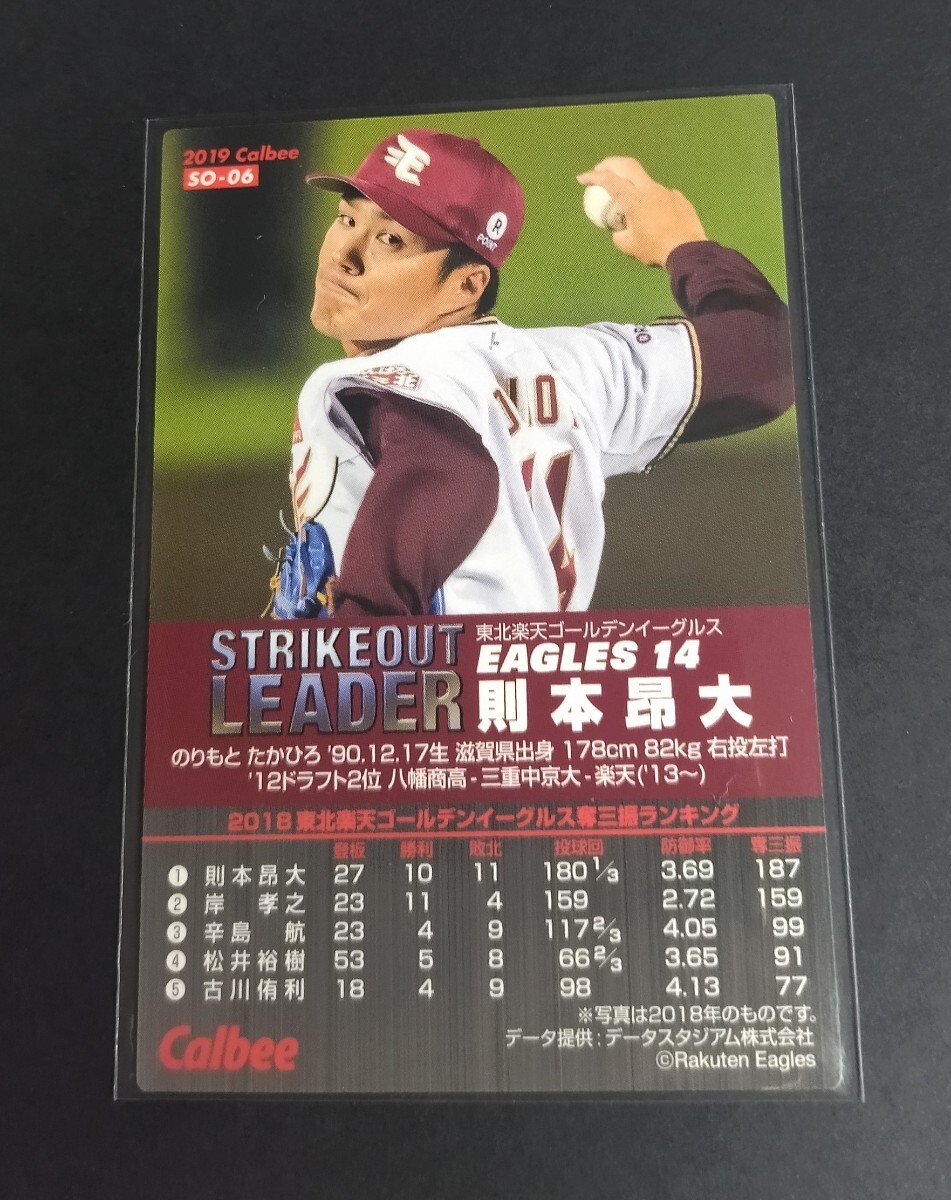 2019 Calbee
SO-06
E
R
POINT
14
東北楽天ゴールデンイーグルス
STRIKEOUT
LEADER
EAGLES 14
則本昂大
のりもと たかひろ '90.12.17生 滋賀県出身 178cm 82kg 右投左打
'12ドラフト2位 八幡商高-三重中京大-楽天('13~)
2018東北楽天ゴールデンイーグルス奪三振ランキング
登板 勝利 敗北 投球回 防御率 奪三振
① 則本昂大 27 10 11 180 1/3 3.69 187
② 岸 孝之 23 11 4 159 2.72 159
③ 辛島 航 23 4 9 117 2/3 4.05 99
④ 松井裕樹 53 5 8 66 2/3 3.65 91
⑤ 古川侑利 18 4 9 98 4.13 77
※写真は2018年のものです。
データ提供:データスタジアム株式会社
Calbee
©Rakuten Eagles